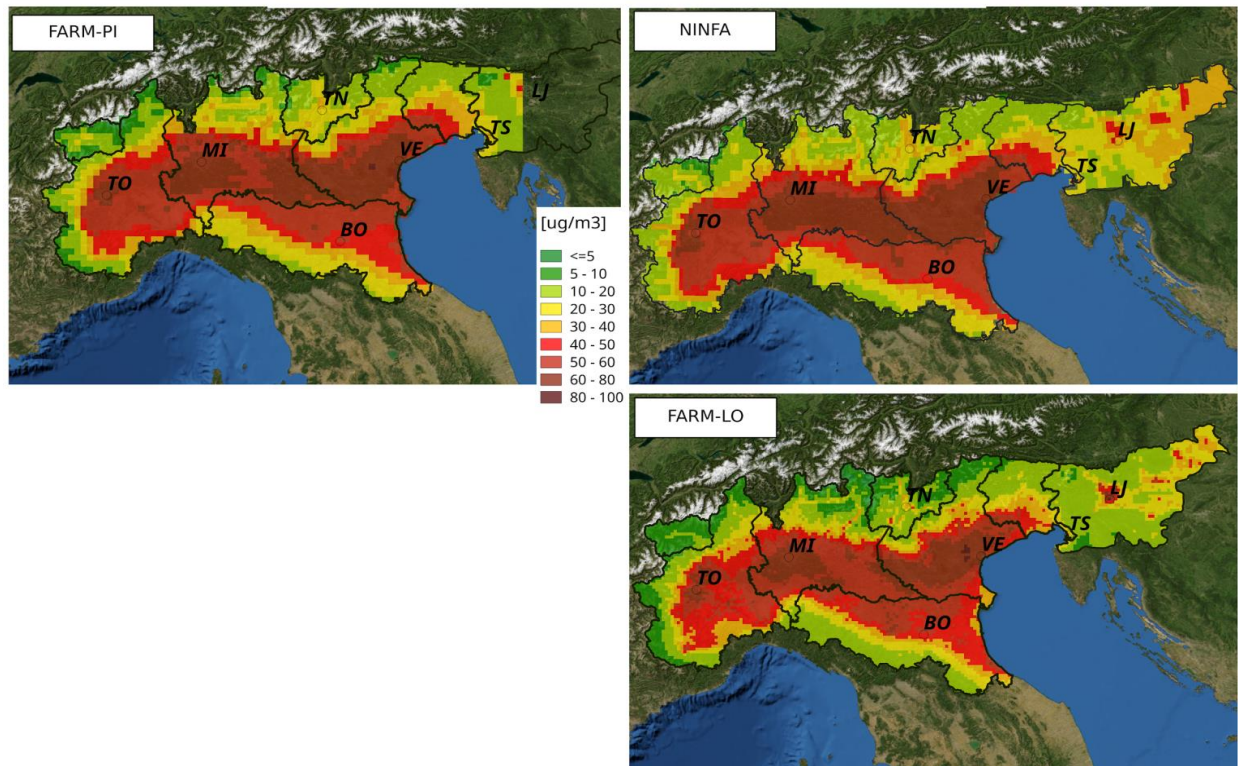 FARM-PI
TN
LJ
TS
MI
VE
TO
BO
[ug/m3]
<=5
5 - 10
10 - 20
20 - 30
30 - 40
40 - 50
50 - 60
60 - 80
80 - 100
NINFA
TN
LJ
TS
MI
VE
TO
BO
FARM-LO
TN
LJ
TS
MI
VE
TO
BO